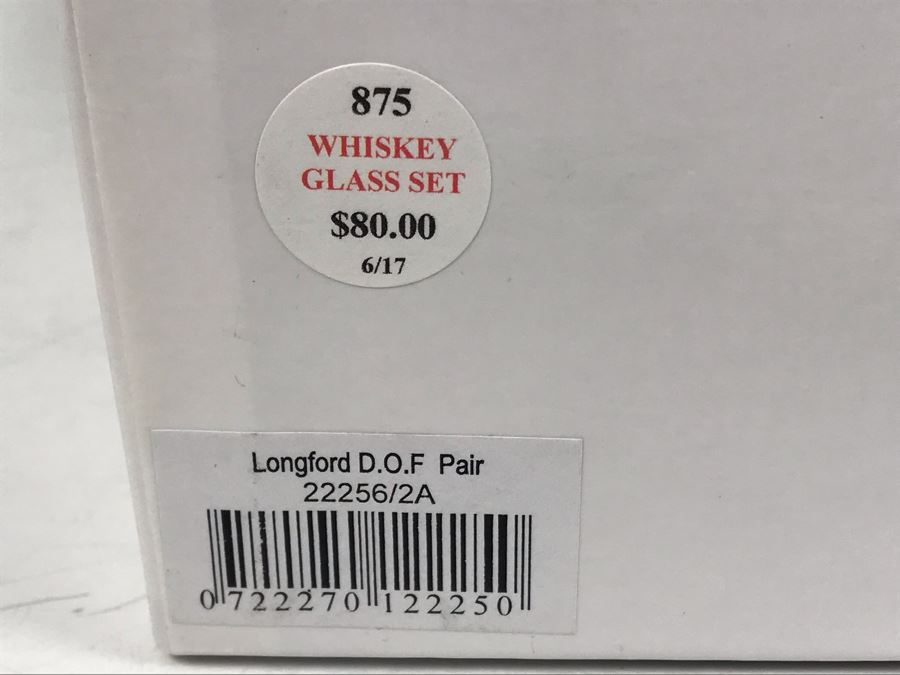 875
WHISKEY
GLASS SET
$80.00
6/17
Longford D.O.F Pair
22256/2A
0 722270 122250